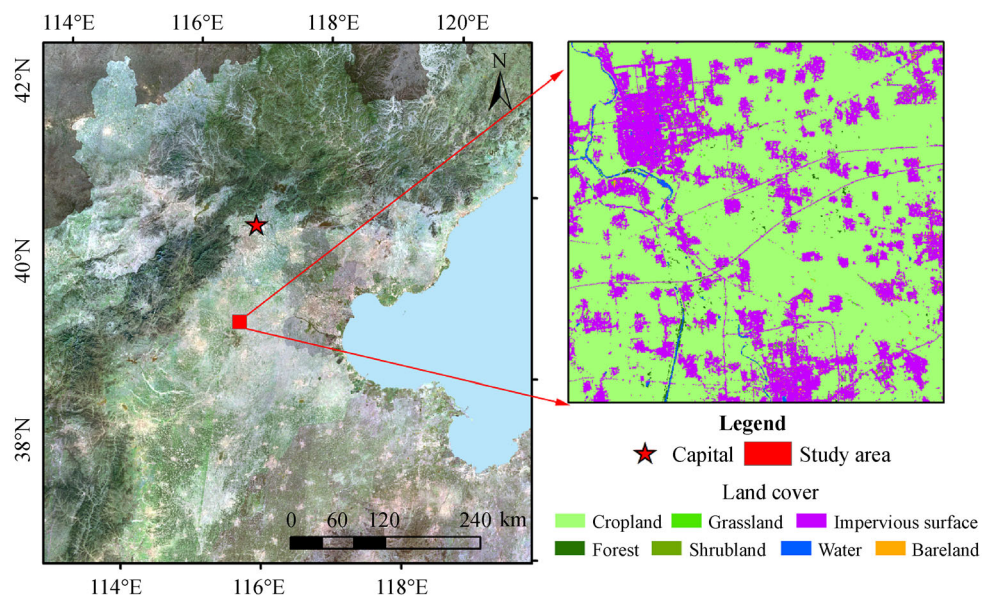 114°E 116°E 118°E 120°E
42°N
N
40°N
38°N
0 60 120 240 km
114°E 116°E 118°E
Legend
Capital Study area
Land cover
Cropland Grassland Impervious surface
Forest Shrubland Water Bareland